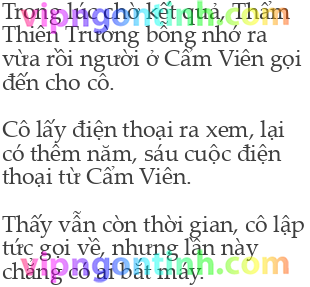 Trong lúc chờ kết quả, Thẩm
Thiên Trường bỗng nhớ ra
vừa rồi người ở Cẩm Viên gọi
đến cho cô.
Cô lấy điện thoại ra xem, lại
có thêm năm, sáu cuộc điện
thoại từ Cẩm Viên.
Thấy vẫn còn thời gian, cô lập
tức gọi về, nhưng lần này
chẳng có ai bắt máy.
vipngontinh.com
vipngontinh.com